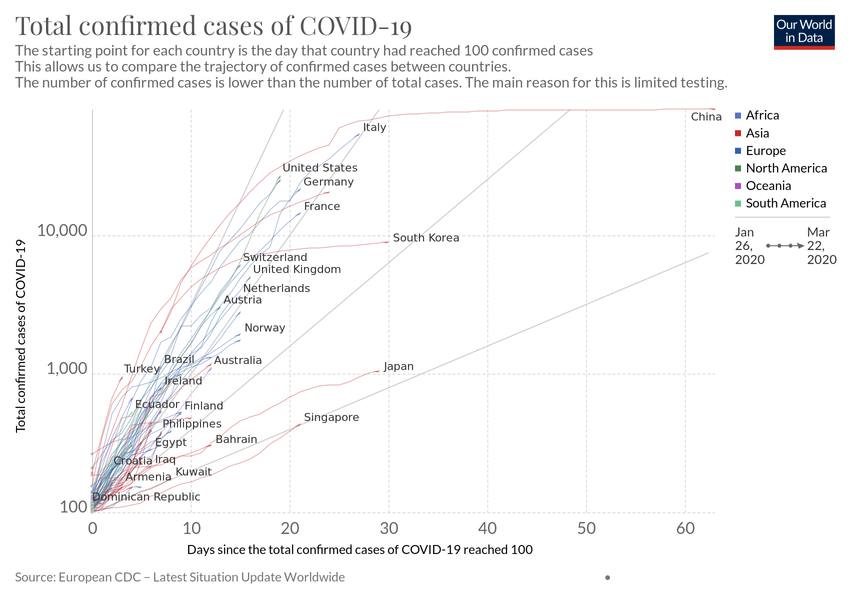 Total confirmed cases of COVID-19
The starting point for each country is the day that country had reached 100 confirmed cases
This allows us to compare the trajectory of confirmed cases between countries.
The number of confirmed cases is lower than the number of total cases. The main reason for this is limited testing.
Our World
in Data
Total confirmed cases of COVID-19
10,000
1,000
100
China
Italy
United States
Germany
France
South Korea
Switzerland
United Kingdom
Netherlands
Austria
Norway
Brazil
Australia
Turkey
Japan
Ireland
Ecuador
Finland
Singapore
Philippines
Egypt
Bahrain
Croatia
Iraq
Kuwait
Armenia
Dominican Republic
Africa
Asia
Europe
North America
Oceania
South America
Jan
26,
2020
Mar
22,
2020
0
10
20
30
40
50
60
Days since the total confirmed cases of COVID-19 reached 100
Source: European CDC – Latest Situation Update Worldwide